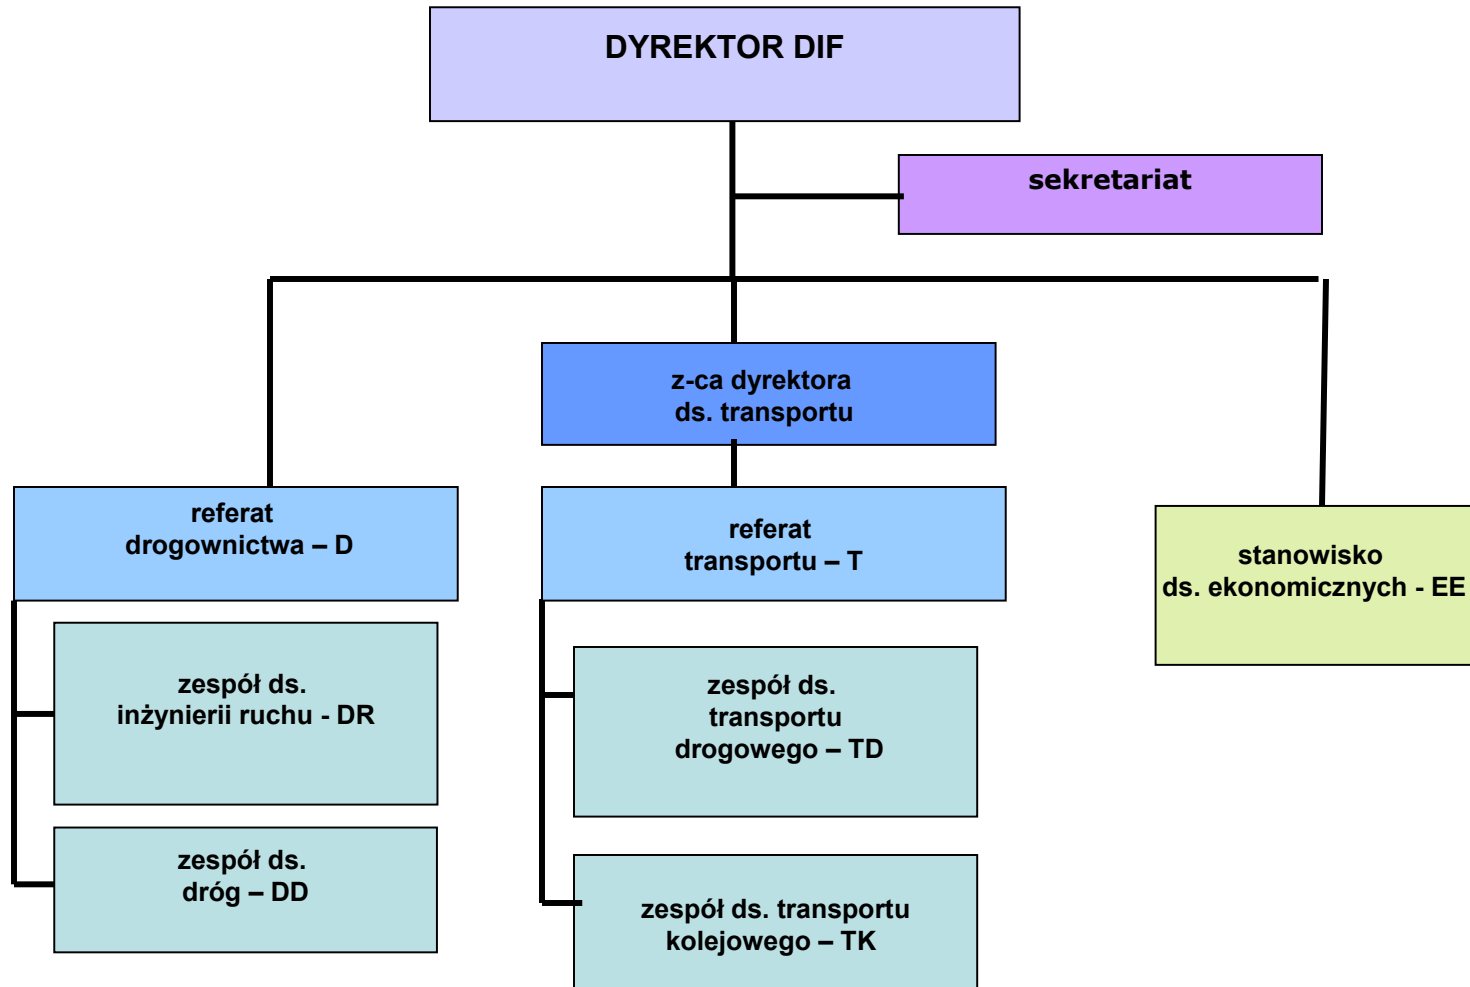 DYREKTOR DIF
sekretariat
z-ca dyrektora
ds. transportu
referat
drogownictwa – D
referat
transportu – T
stanowisko
ds. ekonomicznych - EE
zespół ds.
inżynierii ruchu - DR
zespół ds.
transportu
drogowego – TD
zespół ds.
dróg – DD
zespół ds. transportu
kolejowego – TK